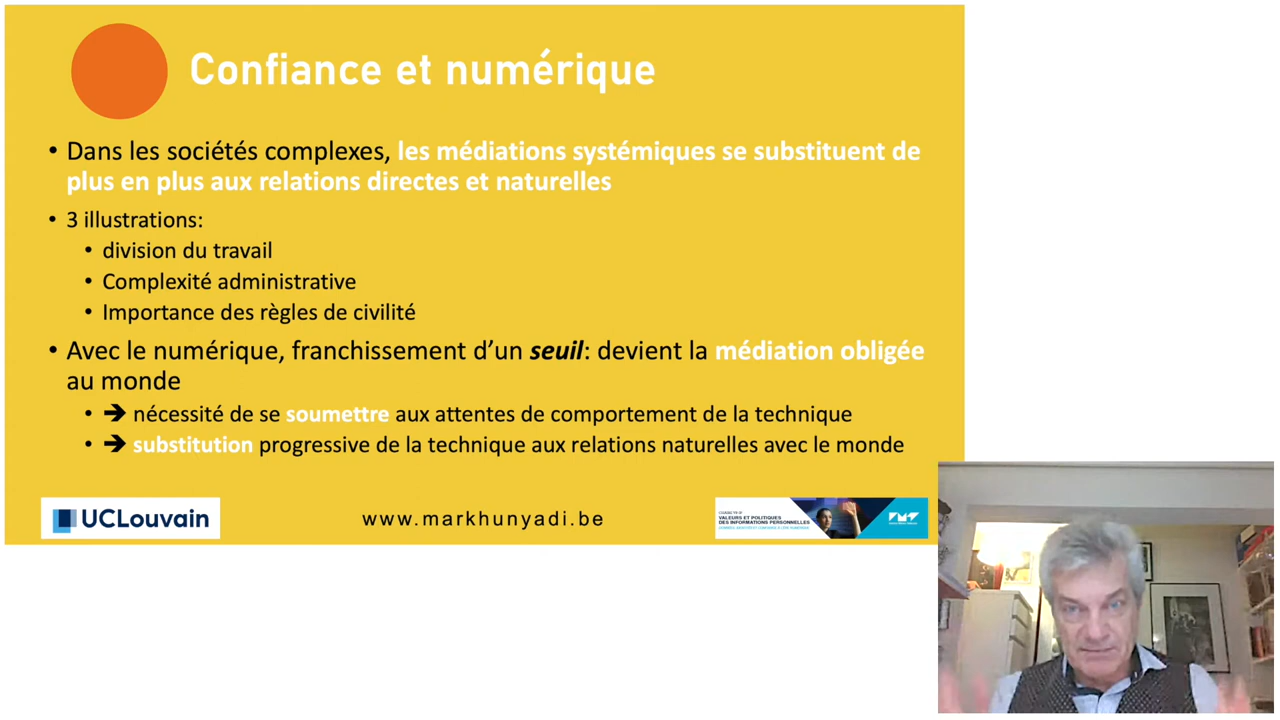 Confiance et numérique
• Dans les sociétés complexes, les médiations systémiques se substituent de
plus en plus aux relations directes et naturelles
• 3 illustrations:
• division du travail
• Complexité administrative
• Importance des règles de civilité
• Avec le numérique, franchissement d’un seuil: devient la médiation obligée
au monde
• ➔ nécessité de se soumettre aux attentes de comportement de la technique
• ➔ substitution progressive de la technique aux relations naturelles avec le monde
UCLouvain
www.markhunyadi.be
VALEURS ET POLITIQUES
DES INFORMATIONS PERSONNELLES